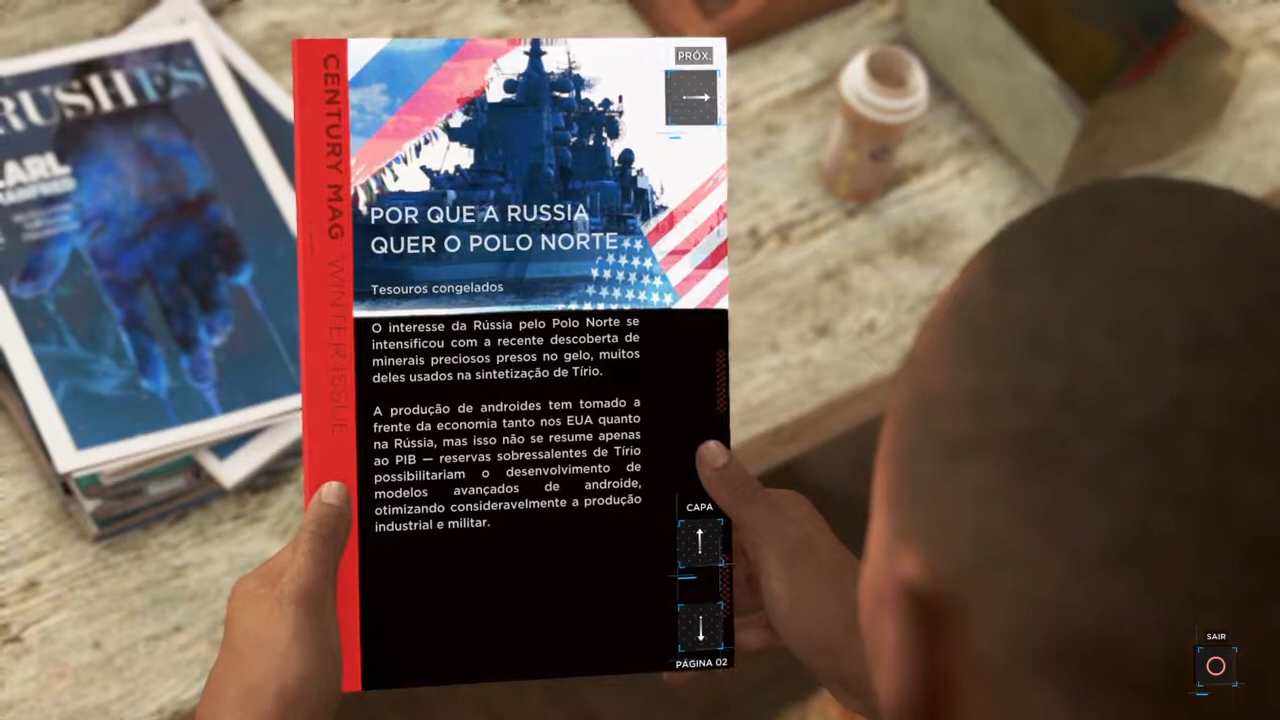 RUSHES
CENTURY MAG WINTER ISSUE
PRÓX.
POR QUE A RUSSIA
QUER O POLO NORTE
Tesouros congelados
O interesse da Rússia pelo Polo Norte se
intensificou com a recente descoberta de
minerais preciosos presos no gelo, muitos
deles usados na sintetização de Tírio.
A produção de androides tem tomado a
frente da economia tanto nos EUA quanto
na Rússia, mas isso não se resume apenas
ao PIB — reservas sobressalentes de Tírio
possibilitariam o desenvolvimento de
modelos avançados de androide,
otimizando consideravelmente a produção
industrial e militar.
CAPA
PÁGINA 02
SAIR